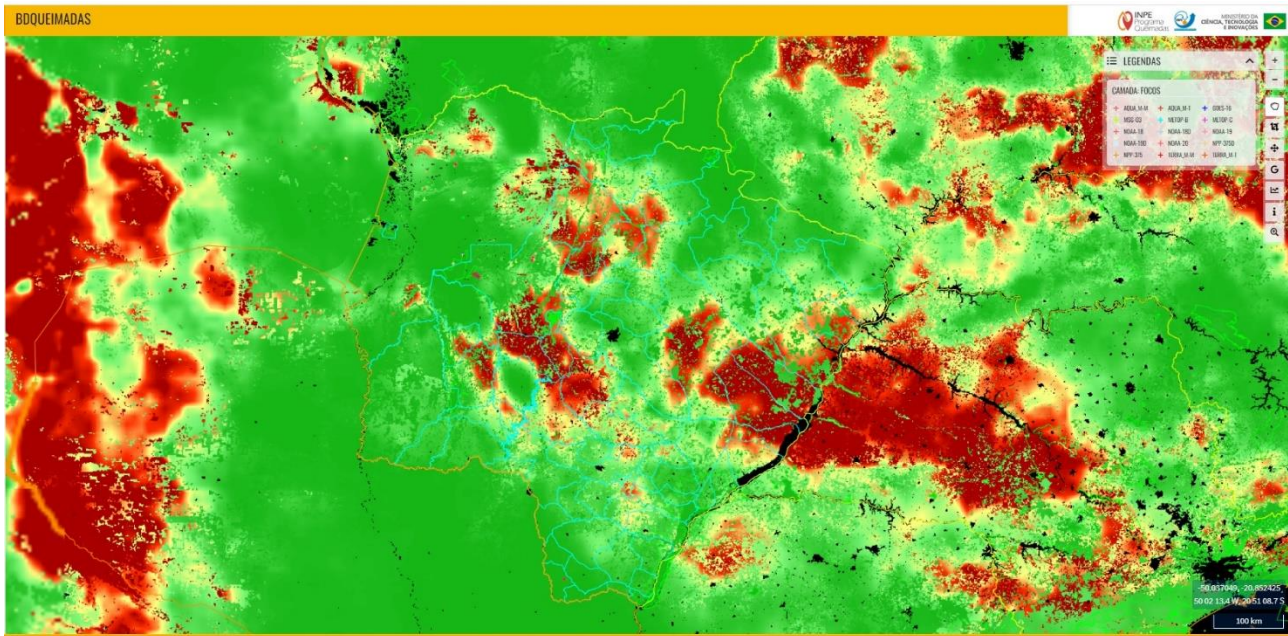 BDQUEIMADAS
INPE
Programa
Queimadas
MINISTÉRIO DA
CIÊNCIA, TECNOLOGIA
E INOVAÇÕES
LEGENDAS
CAMADA: FOCOS
AQUA_M-M AQUA_M-T GOES-16
MSG-03 METOP-B METOP-C
NOAA-18 NOAA-18D NOAA-19
NOAA-19D NOAA-20 NPP-375D
NPP-375 TERRA_M-M TERRA_M-T
-50.037049, -20.852425
50 02 13.4 W, 20 51 08.7 S
100 km